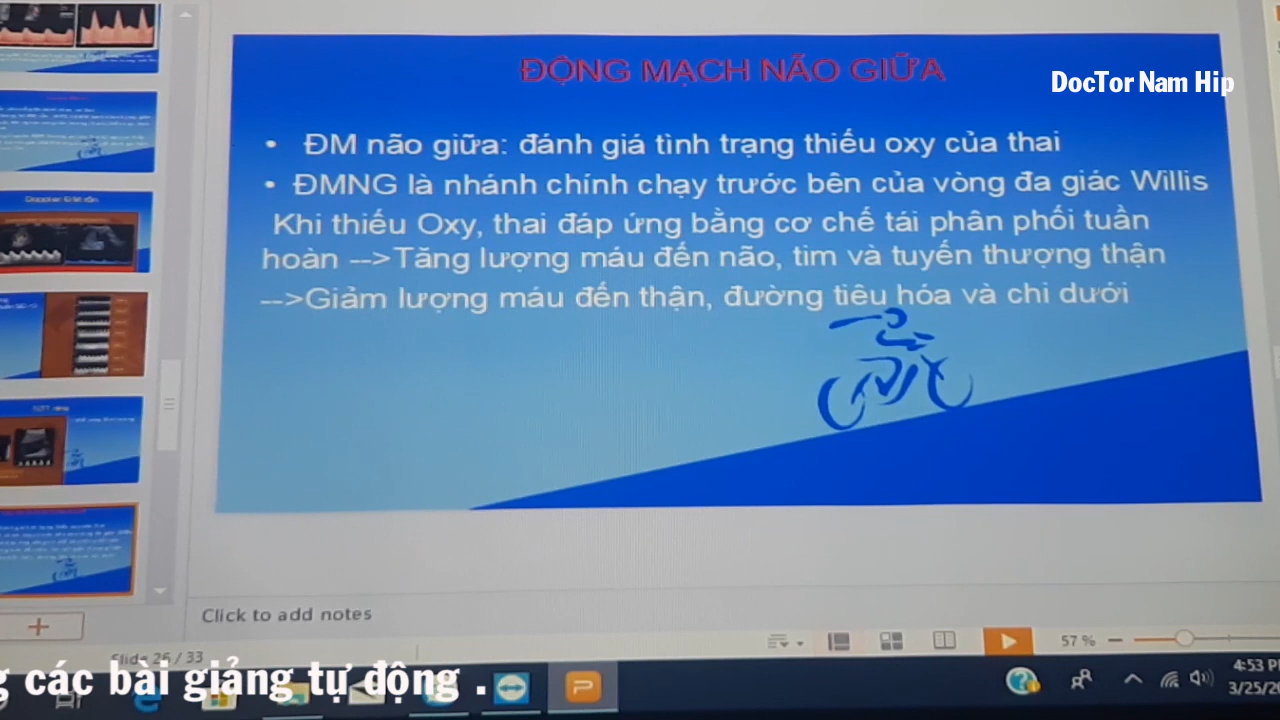 ĐỘNG MẠCH NÃO GIỮA
DocTor Nam Hip
• ĐM não giữa: đánh giá tình trạng thiếu oxy của thai
• ĐMNG là nhánh chính chạy trước bên của vòng đa giác Willis
Khi thiếu Oxy, thai đáp ứng bằng cơ chế tái phân phối tuần
hoàn -->Tăng lượng máu đến não, tim và tuyến thượng thận
-->Giảm lượng máu đến thận, đường tiêu hóa và chi dưới
Click to add notes
Slide 26 / 33
57 %
các bài giảng tự động .
4:53
3/25/20